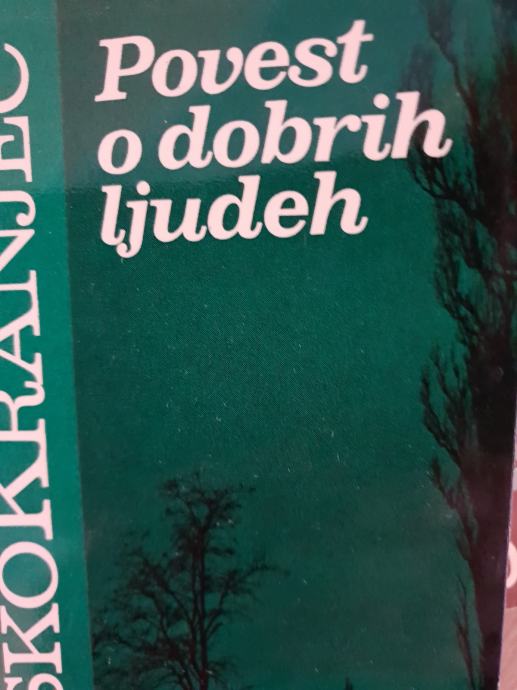 Povest
o dobrih
ljudeh
SKOKRANJEC